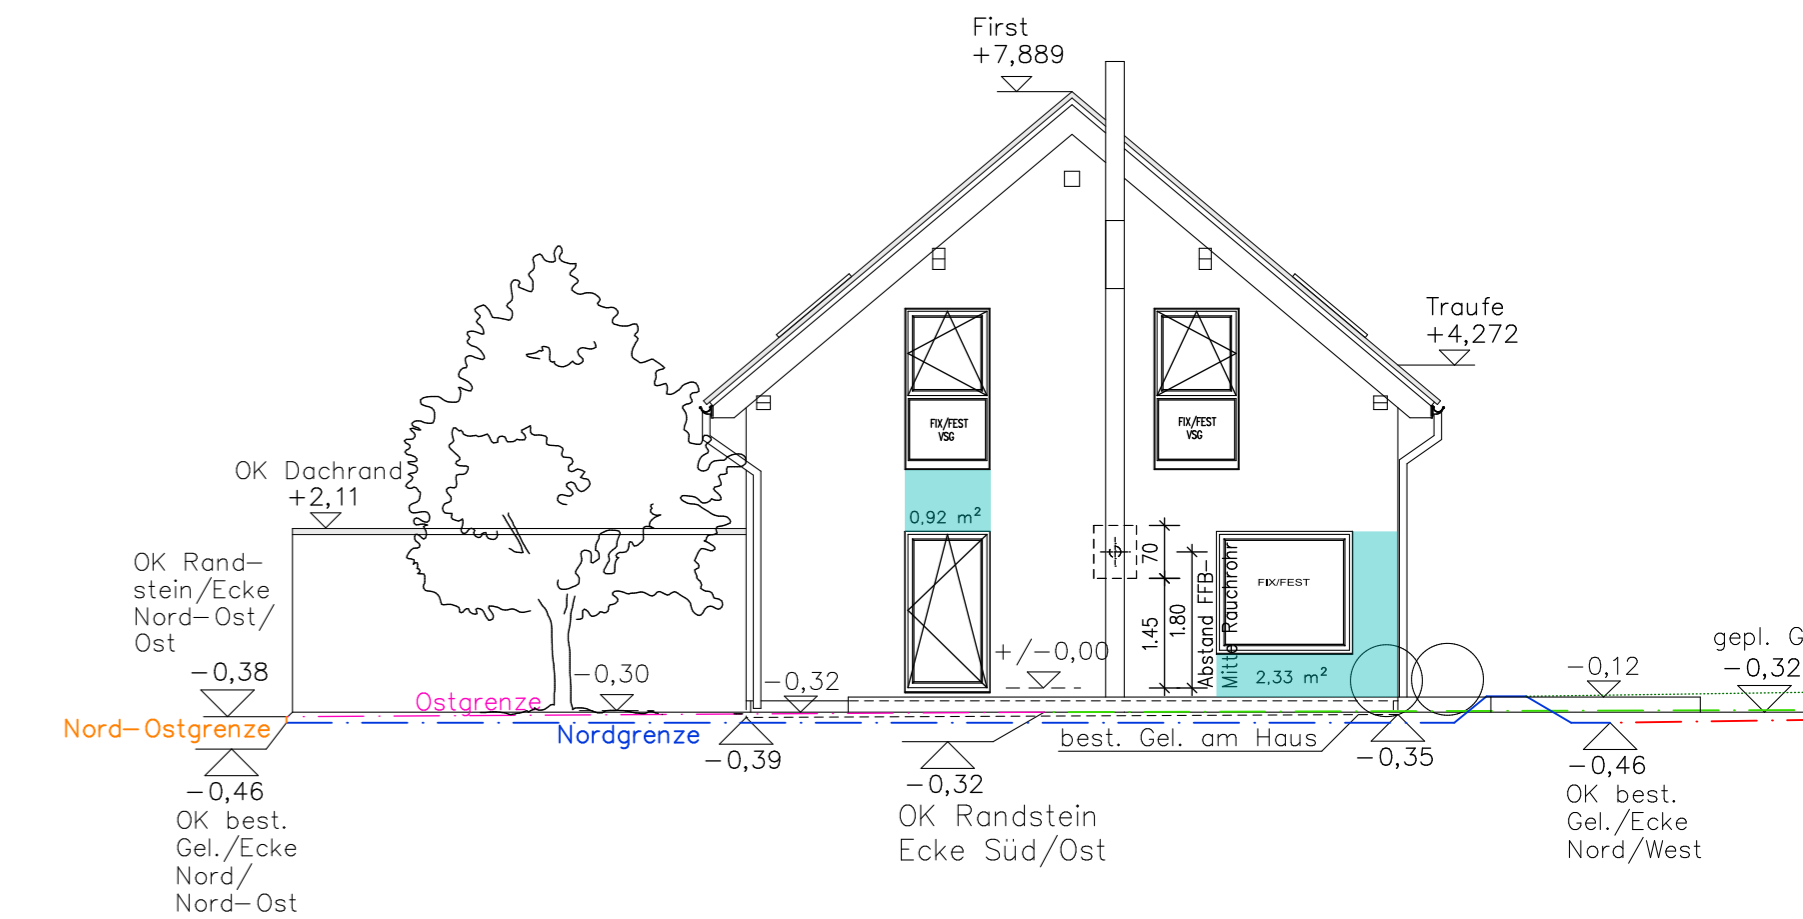 First
+7,889
Traufe
+4,272
FIX/FEST
VSG
FIX/FEST
VSG
OK Dachrand
+2,11
0,92 m²
70
1.45
1.80
Abstand FFB-
Mitte Rauchrohr
FIX/FEST
2,33 m²
OK Rand-
stein/Ecke
Nord-Ost/
Ost
-0,38
-0,30
-0,32
+/-0,00
-0,12
gepl. G
-0,32
Ostgrenze
Nord-Ostgrenze
Nordgrenze
best. Gel. am Haus
-0,39
-0,35
-0,46
OK best.
Gel./Ecke
Nord/
Nord-Ost
-0,32
OK Randstein
Ecke Süd/Ost
-0,46
OK best.
Gel./Ecke
Nord/West